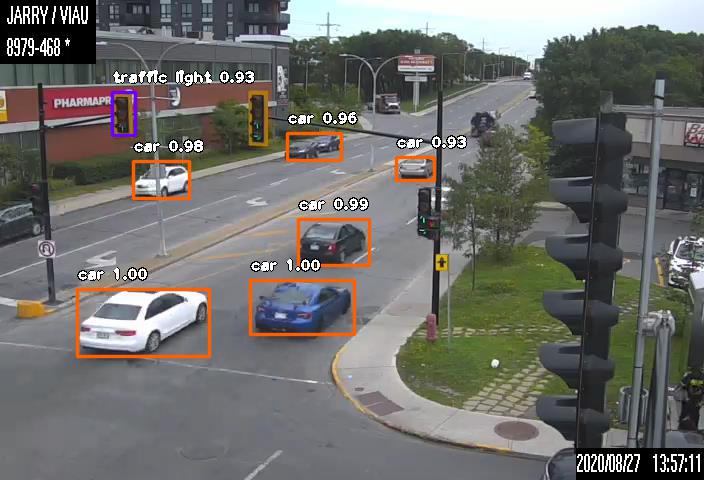 JARRY / VIAU
8979-468 *
traffic light 0.93
PHARMAPR
car 0.96
car 0.93
car 0.98
car 0.99
car 1.00
car 1.00
2020/08/27 13:57:11